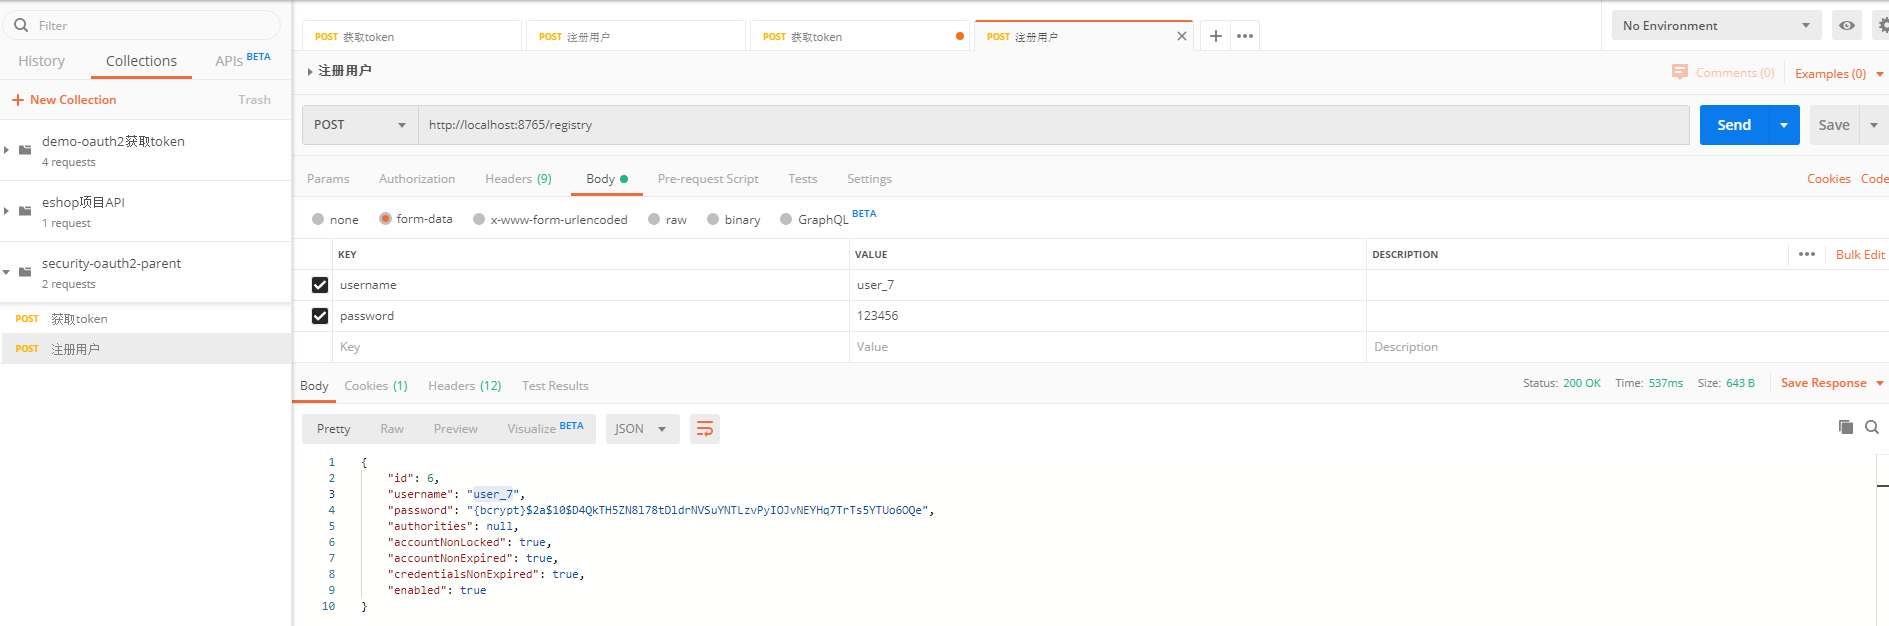 Filter
History Collections APIs BETA
+ New Collection Trash
demo-oauth2获取token
4 requests
eshop项目API
1 request
security-oauth2-parent
2 requests
POST 获取token
POST 注册用户
POST 获取token POST 注册用户 POST 获取token POST 注册用户
No Environment
注册用户
Comments (0) Examples (0)
POST http://localhost:8765/registry Send Save
Params Authorization Headers (9) Body Pre-request Script Tests Settings Cookies Code
none form-data x-www-form-urlencoded raw binary GraphQL BETA
KEY VALUE DESCRIPTION Bulk Edit
username user_7
password 123456
Key Value Description
Body Cookies (1) Headers (12) Test Results Status: 200 OK Time: 537ms Size: 643 B Save Response
Pretty Raw Preview Visualize BETA JSON
1 {
2 "id": 6,
3 "username": "user_7",
4 "password": "{bcrypt}$2a$10$D4QkTH5ZN8l78tDldrNVSuYNTLzvPyIOJvNEYHq7TrTs5YTUo6OQe",
5 "authorities": null,
6 "accountNonLocked": true,
7 "accountNonExpired": true,
8 "credentialsNonExpired": true,
9 "enabled": true
10 }